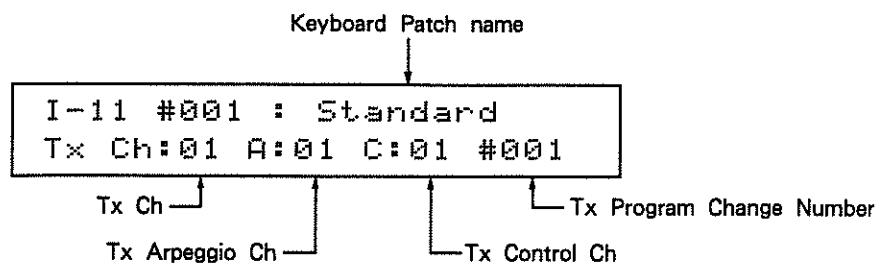 Keyboard Patch name
I-11 #001 : Standard
Tx Ch:01 A:01 C:01 #001
Tx Ch
Tx Program Change Number
Tx Arpeggio Ch
Tx Control Ch